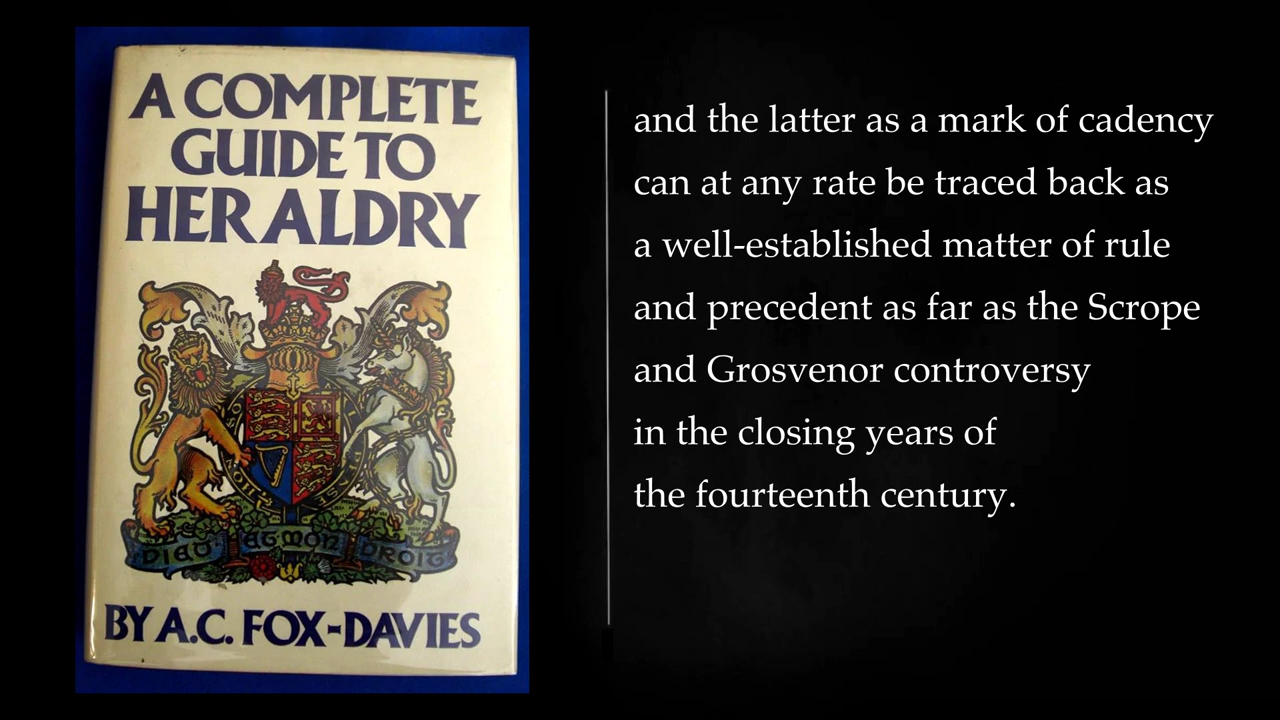 A COMPLETE
GUIDE TO
HERALDRY
DIEU ET MON DROIT
BY A.C. FOX-DAVIES
and the latter as a mark of cadency
can at any rate be traced back as
a well-established matter of rule
and precedent as far as the Scrope
and Grosvenor controversy
in the closing years of
the fourteenth century.